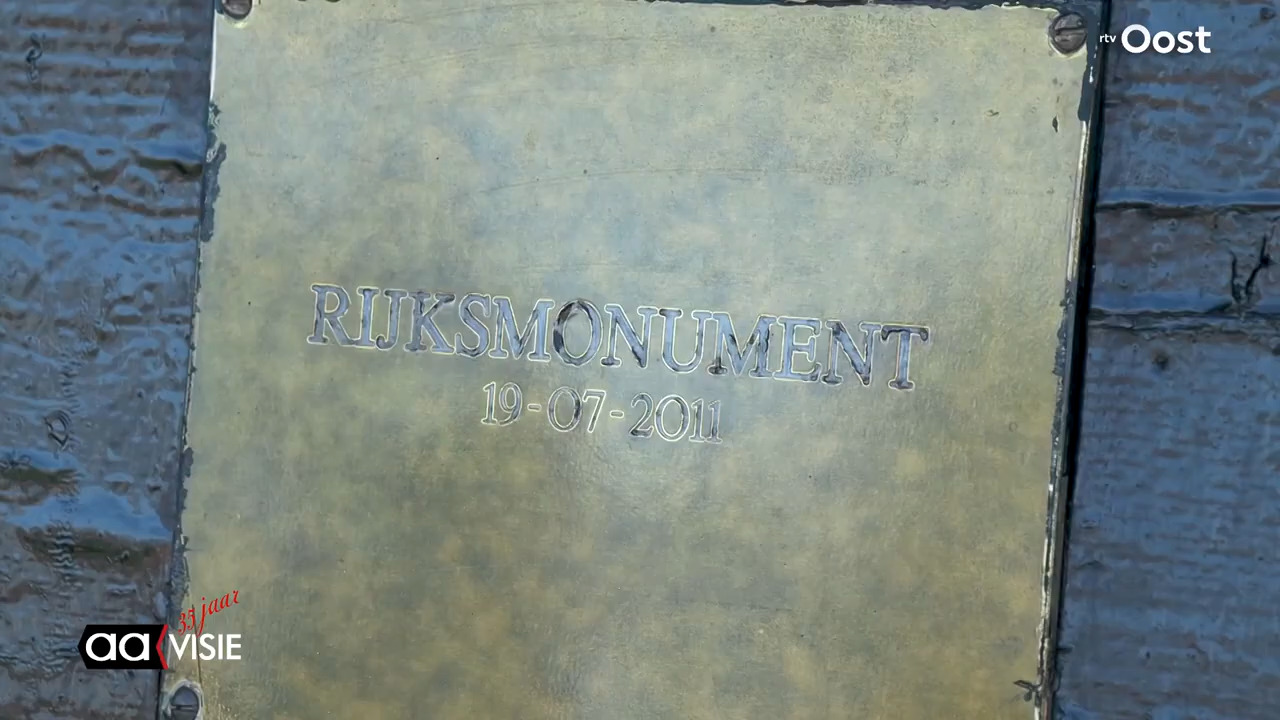 rtv Oost
RIJKSMONUMENT
19-07-2011
35 jaar
aa VISIE